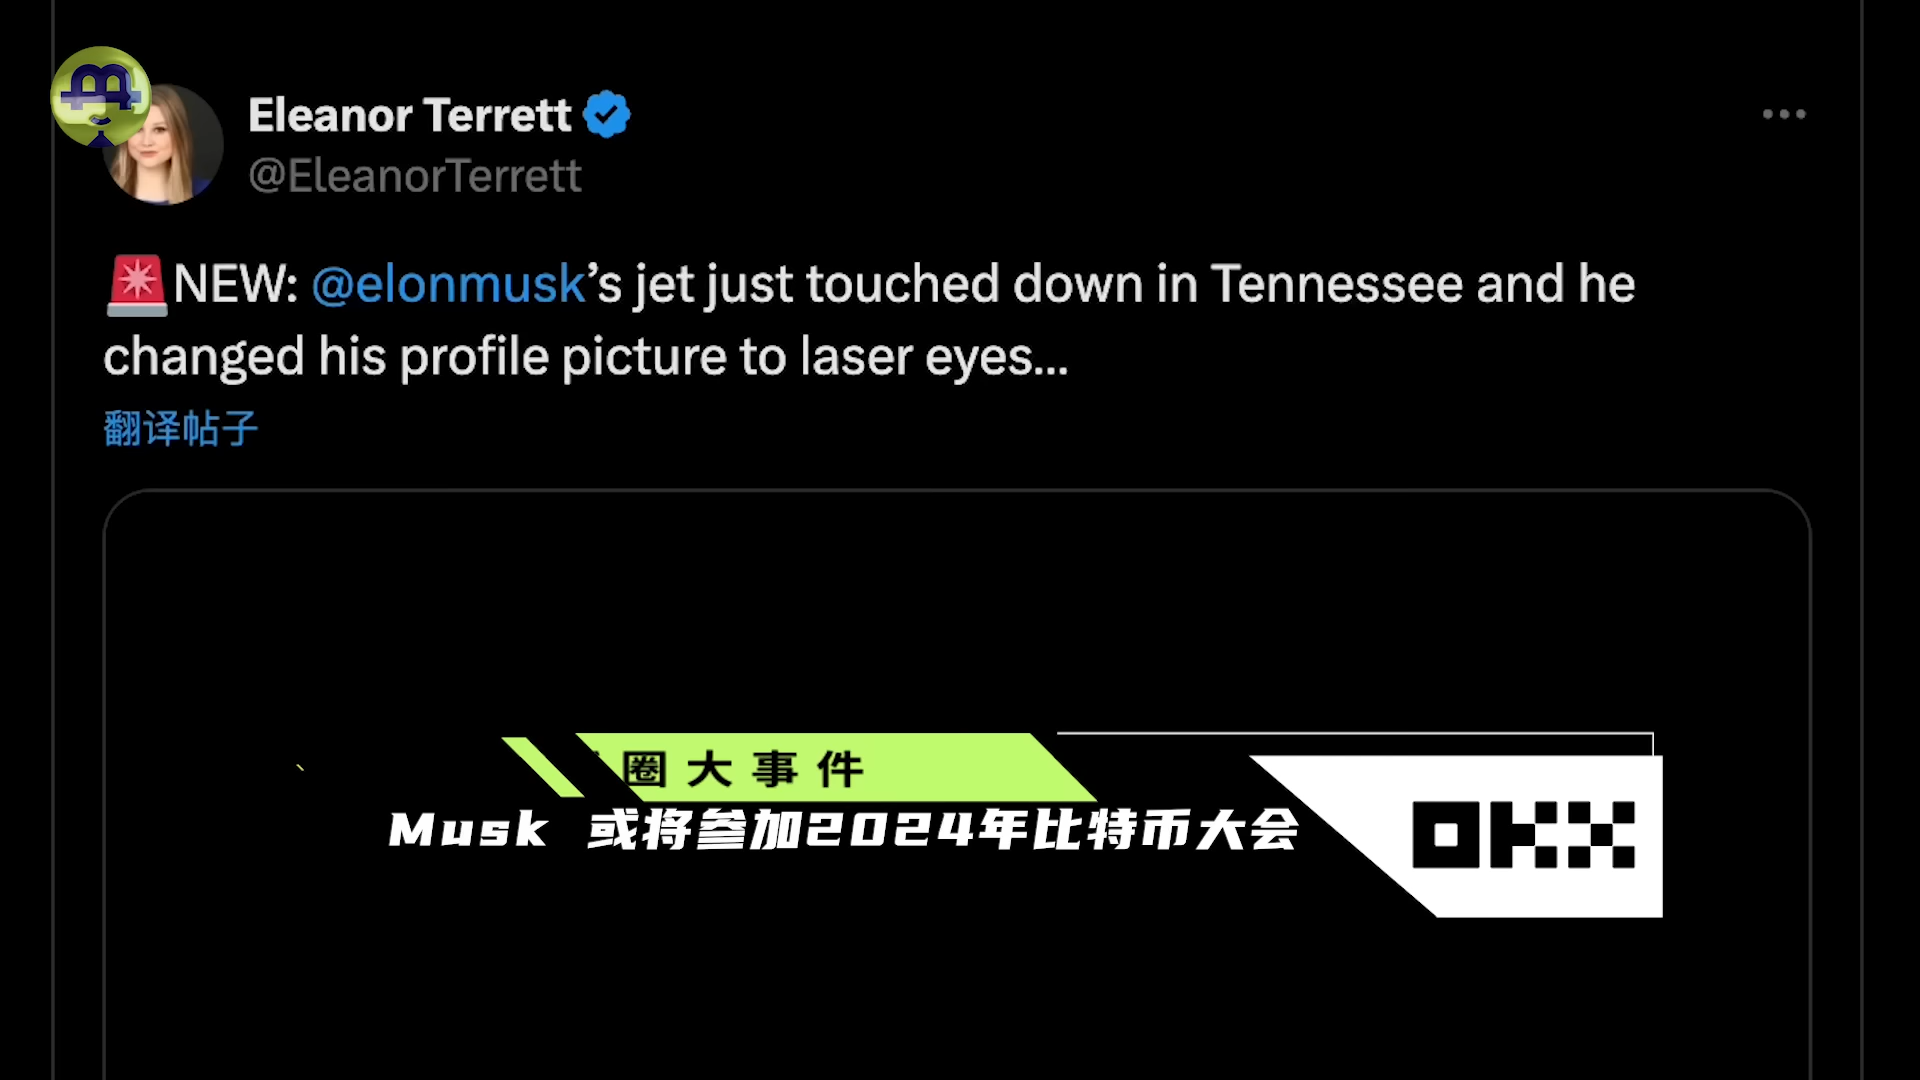 Eleanor Terrett
@EleanorTerrett
🚨NEW: @elonmusk’s jet just touched down in Tennessee and he
changed his profile picture to laser eyes...
翻译帖子
圈大事件
Musk 或将参加2024年比特币大会
OKX